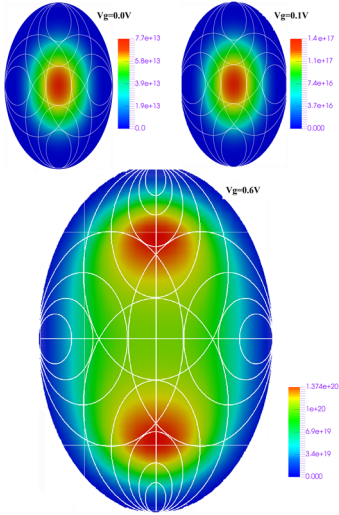 Vg=0.0V
7.7e+13
5.8e+13
3.9e+13
1.9e+13
0.0
Vg=0.1V
1.4e+17
1.1e+17
7.4e+16
3.7e+16
0.000
Vg=0.6V
1.374e+20
1e+20
6.9e+19
3.4e+19
0.000